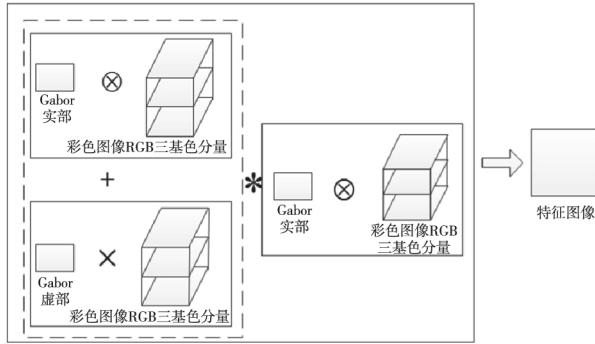 Gabor
实部
⊗
彩色图像RGB三基色分量
+
Gabor
虚部
×
彩色图像RGB三基色分量
*
Gabor
实部
⊗
彩色图像RGB
三基色分量
特征图像